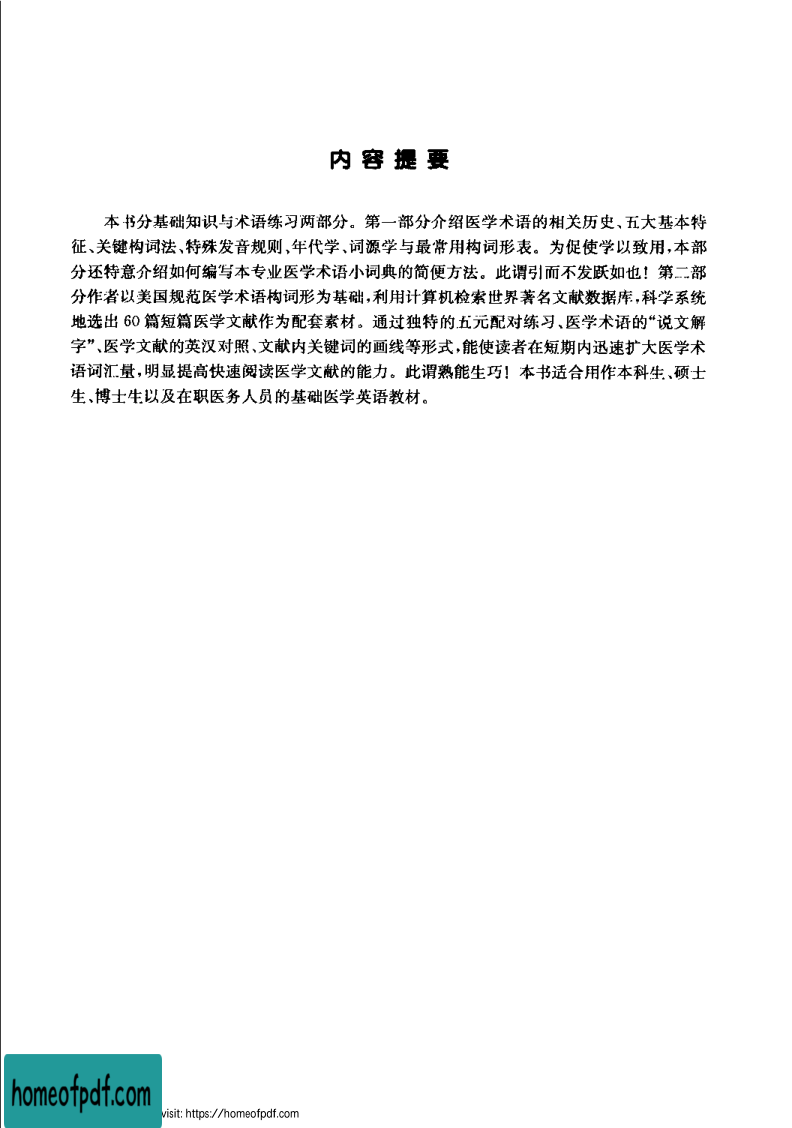 内容提要
本书分基础知识与术语练习两部分。第一部分介绍医学术语的相关历史、五大基本特
征、关键构词法、特殊发音规则、年代学、词源学与最常用构词形表。为促使学以致用,本部
分还特意介绍如何编写本专业医学术语小词典的简便方法。此谓引而不发跃如也!第二部
分作者以美国规范医学术语构词形为基础,利用计算机检索世界著名文献数据库,科学系统
地选出 60 篇短篇医学文献作为配套素材。通过独特的五元配对练习、医学术语的“说文解
字”、医学文献的英汉对照、文献内关键词的画线等形式,能使读者在短期内迅速扩大医学术
语词汇量,明显提高快速阅读医学文献的能力。此谓熟能生巧!本书适合用作本科生、硕士
生、博士生以及在职医务人员的基础医学英语教材。
homeofpdf.com
visit: https://homeofpdf.com